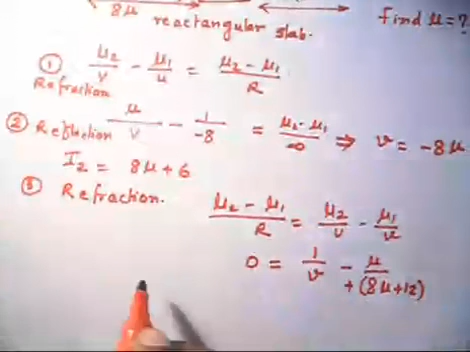 8μ reactangular slab. Find μ = ?
① μ₂/v - μ₁/u = (μ₂ - μ₁)/R
Refraction
② Reflection μ/v - 1/-8 = (μ₂ - μ₁)/∞ ⇒ v = -8μ
I₂ = 8μ + 6
③ Refraction.
(μ₂ - μ₁)/R = μ₂/v - μ₁/u
0 = 1/v - μ/+(8μ+12)